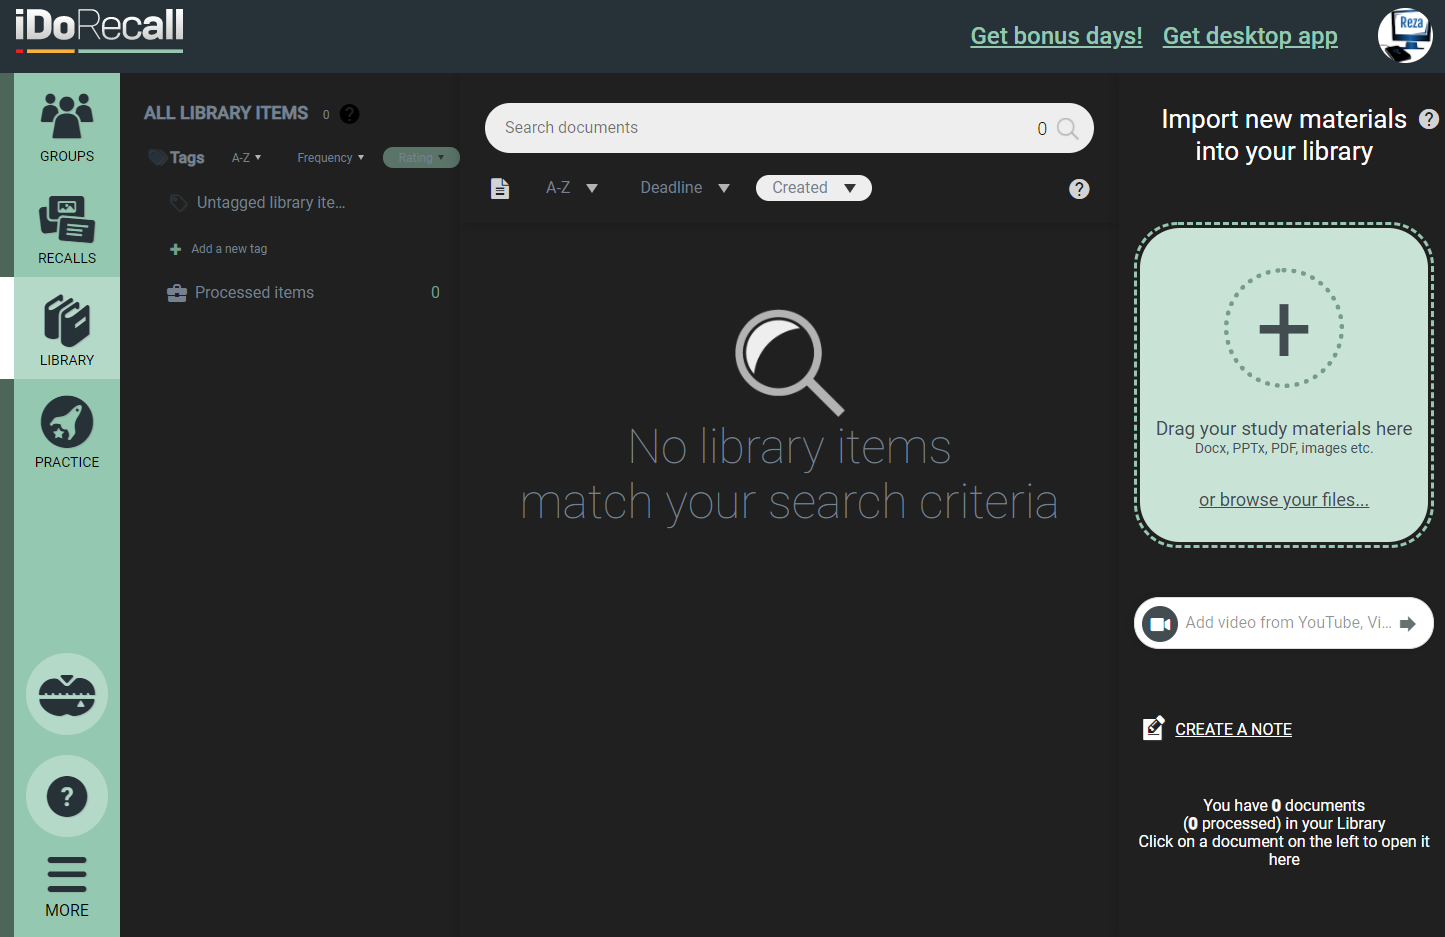 iDoRecall
Get bonus days!
Get desktop app
Reza
GROUPS
RECALLS
LIBRARY
PRACTICE
?
MORE
ALL LIBRARY ITEMS 0 ?
Tags A-Z Frequency Rating
Untagged library ite...
+ Add a new tag
Processed items 0
Search documents 0
A-Z Deadline Created ?
No library items
match your search criteria
Import new materials ?
into your library
Drag your study materials here
Docx, PPTx, PDF, images etc.
or browse your files...
Add video from YouTube, Vi...
CREATE A NOTE
You have 0 documents
(0 processed) in your Library
Click on a document on the left to open it
here